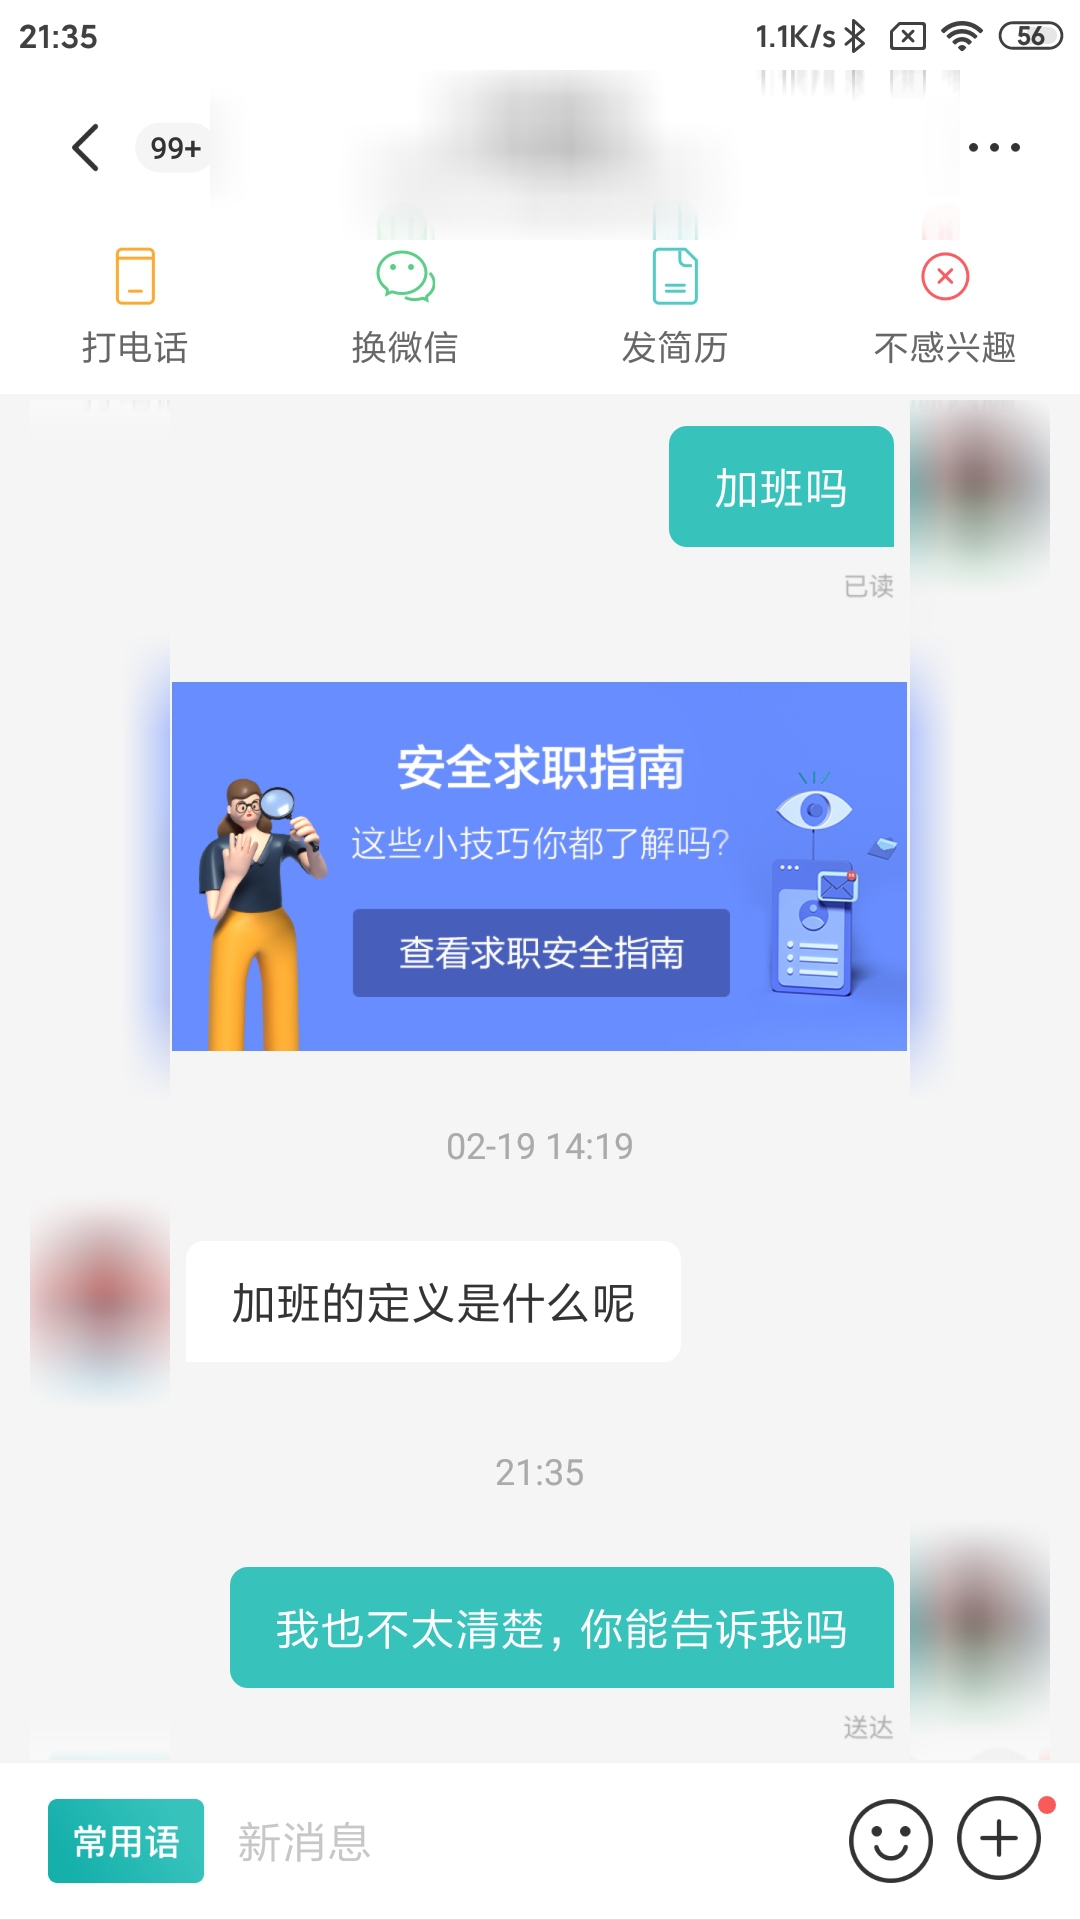 21:35
1.1K/s
56
99+
打电话
换微信
发简历
不感兴趣
加班吗
已读
安全求职指南
这些小技巧你都了解吗?
查看求职安全指南
02-19 14:19
加班的定义是什么呢
21:35
我也不太清楚，你能告诉我吗
送达
常用语
新消息